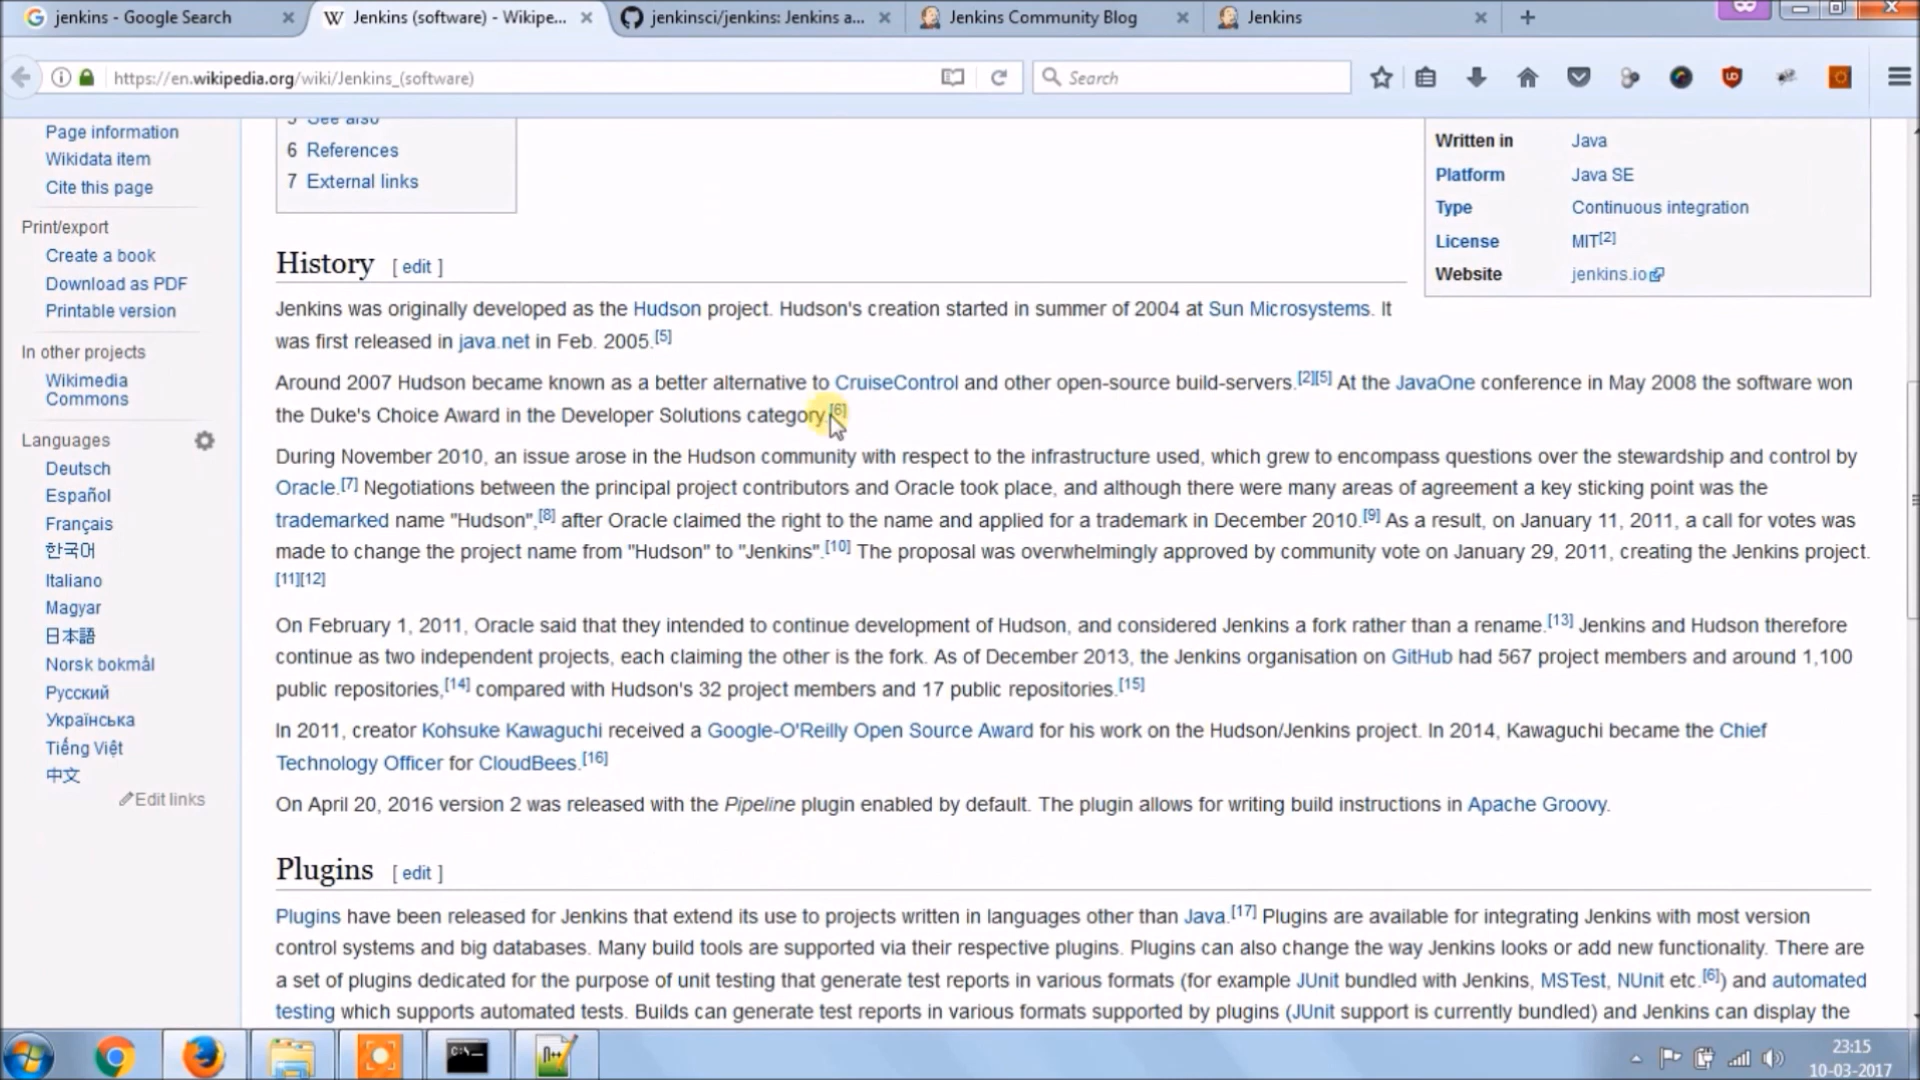 jenkins - Google Search
Jenkins (software) - Wikipe...
jenkinsci/jenkins: Jenkins a...
Jenkins Community Blog
Jenkins
https://en.wikipedia.org/wiki/Jenkins_(software)
Search
Page information
Wikidata item
Cite this page
Print/export
Create a book
Download as PDF
Printable version
In other projects
Wikimedia
Commons
Languages
Deutsch
Español
Français
한국어
Italiano
Magyar
日本語
Norsk bokmål
Русский
Українська
Tiếng Việt
中文
Edit links
5 See also
6 References
7 External links
Written in Java
Platform Java SE
Type Continuous integration
License MIT[2]
Website jenkins.io
History [ edit ]
Jenkins was originally developed as the Hudson project. Hudson's creation started in summer of 2004 at Sun Microsystems. It
was first released in java.net in Feb. 2005.[5]
Around 2007 Hudson became known as a better alternative to CruiseControl and other open-source build-servers.[2][5] At the JavaOne conference in May 2008 the software won
the Duke's Choice Award in the Developer Solutions category.[6]
During November 2010, an issue arose in the Hudson community with respect to the infrastructure used, which grew to encompass questions over the stewardship and control by
Oracle.[7] Negotiations between the principal project contributors and Oracle took place, and although there were many areas of agreement a key sticking point was the
trademarked name "Hudson",[8] after Oracle claimed the right to the name and applied for a trademark in December 2010.[9] As a result, on January 11, 2011, a call for votes was
made to change the project name from "Hudson" to "Jenkins".[10] The proposal was overwhelmingly approved by community vote on January 29, 2011, creating the Jenkins project.
[11][12]
On February 1, 2011, Oracle said that they intended to continue development of Hudson, and considered Jenkins a fork rather than a rename.[13] Jenkins and Hudson therefore
continue as two independent projects, each claiming the other is the fork. As of December 2013, the Jenkins organisation on GitHub had 567 project members and around 1,100
public repositories,[14] compared with Hudson's 32 project members and 17 public repositories.[15]
In 2011, creator Kohsuke Kawaguchi received a Google-O'Reilly Open Source Award for his work on the Hudson/Jenkins project. In 2014, Kawaguchi became the Chief
Technology Officer for CloudBees.[16]
On April 20, 2016 version 2 was released with the Pipeline plugin enabled by default. The plugin allows for writing build instructions in Apache Groovy.
Plugins [ edit ]
Plugins have been released for Jenkins that extend its use to projects written in languages other than Java.[17] Plugins are available for integrating Jenkins with most version
control systems and big databases. Many build tools are supported via their respective plugins. Plugins can also change the way Jenkins looks or add new functionality. There are
a set of plugins dedicated for the purpose of unit testing that generate test reports in various formats (for example JUnit bundled with Jenkins, MSTest, NUnit etc.[6]) and automated
testing which supports automated tests. Builds can generate test reports in various formats supported by plugins (JUnit support is currently bundled) and Jenkins can display the
23:15
10-03-2017